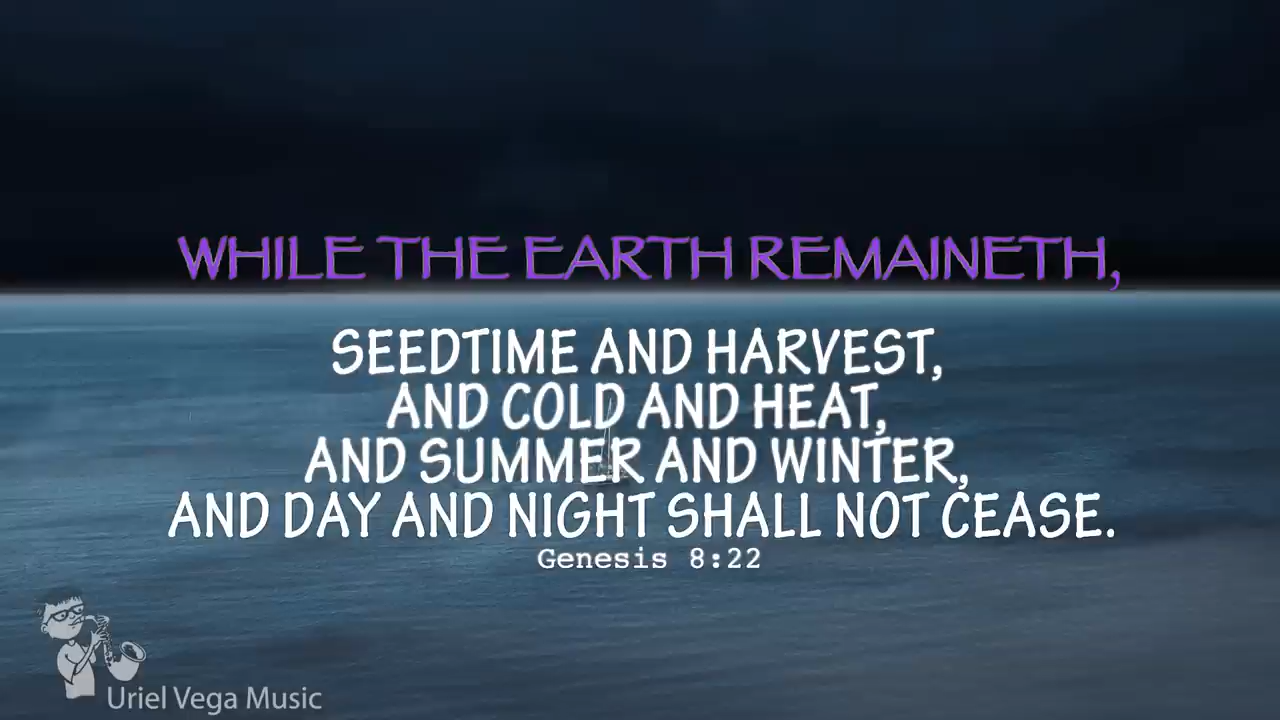 WHILE THE EARTH REMAINETH,
SEEDTIME AND HARVEST,
AND COLD AND HEAT,
AND SUMMER AND WINTER,
AND DAY AND NIGHT SHALL NOT CEASE.
Genesis 8:22
Uriel Vega Music